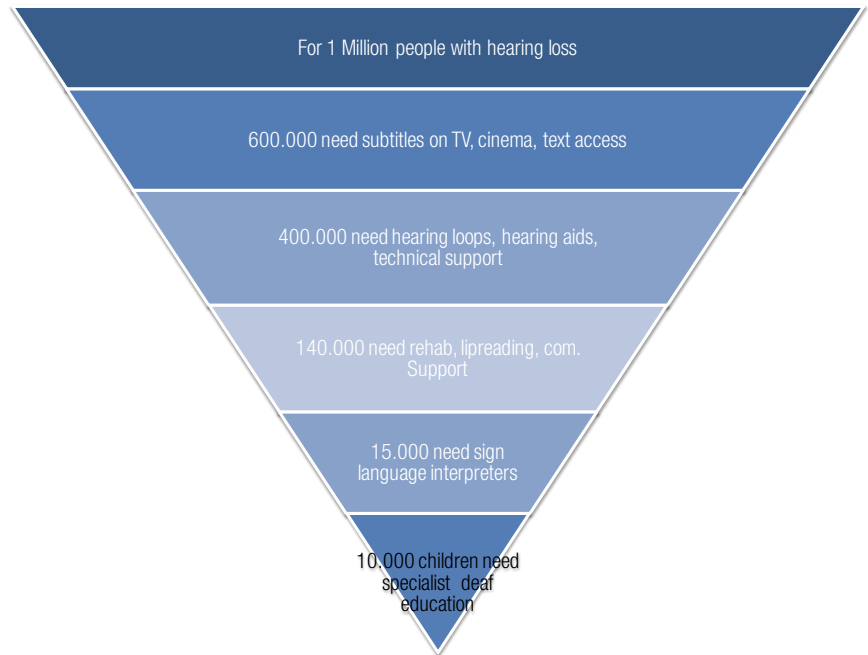 For 1 Million people with hearing loss
600.000 need subtitles on TV, cinema, text access
400.000 need hearing loops, hearing aids,
technical support
140.000 need rehab, lipreading, com.
Support
15.000 need sign
language interpreters
10.000 children need
specialist deaf
education